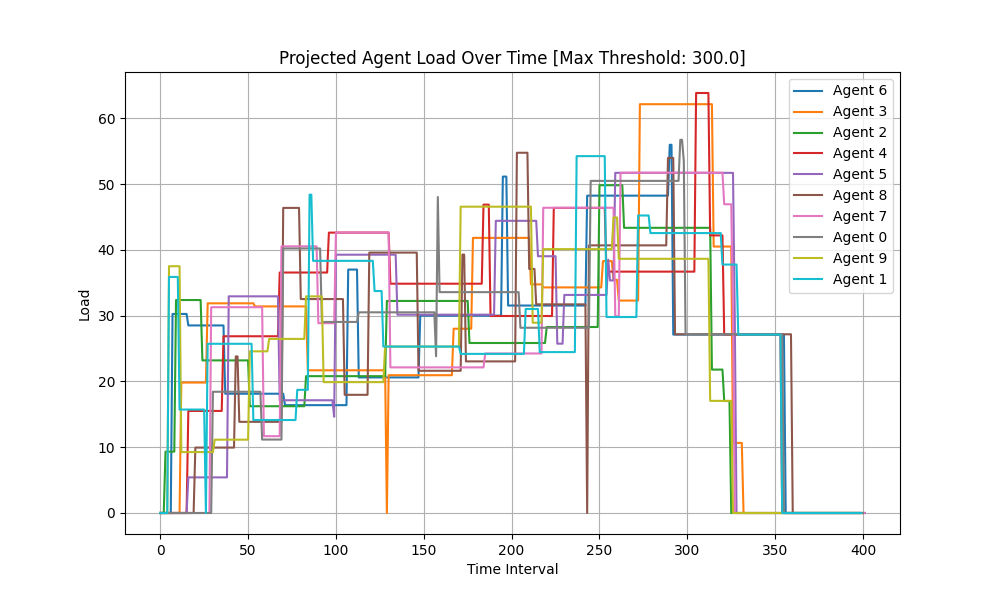 Projected Agent Load Over Time [Max Threshold: 300.0]
Load
60
50
40
30
20
10
0
0 50 100 150 200 250 300 350 400
Time Interval
Agent 6
Agent 3
Agent 2
Agent 4
Agent 5
Agent 8
Agent 7
Agent 0
Agent 9
Agent 1